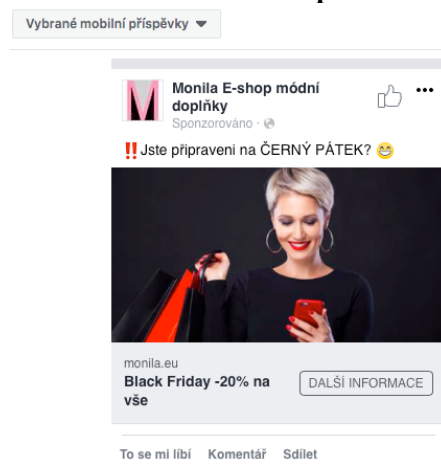 Vybrané mobilní příspěvky
Monila E-shop módní
doplňky
Sponzorováno ·
‼️Jste připraveni na ČERNÝ PÁTEK? 😁
monila.eu
Black Friday -20% na
vše
DALŠÍ INFORMACE
To se mi líbí Komentář Sdílet